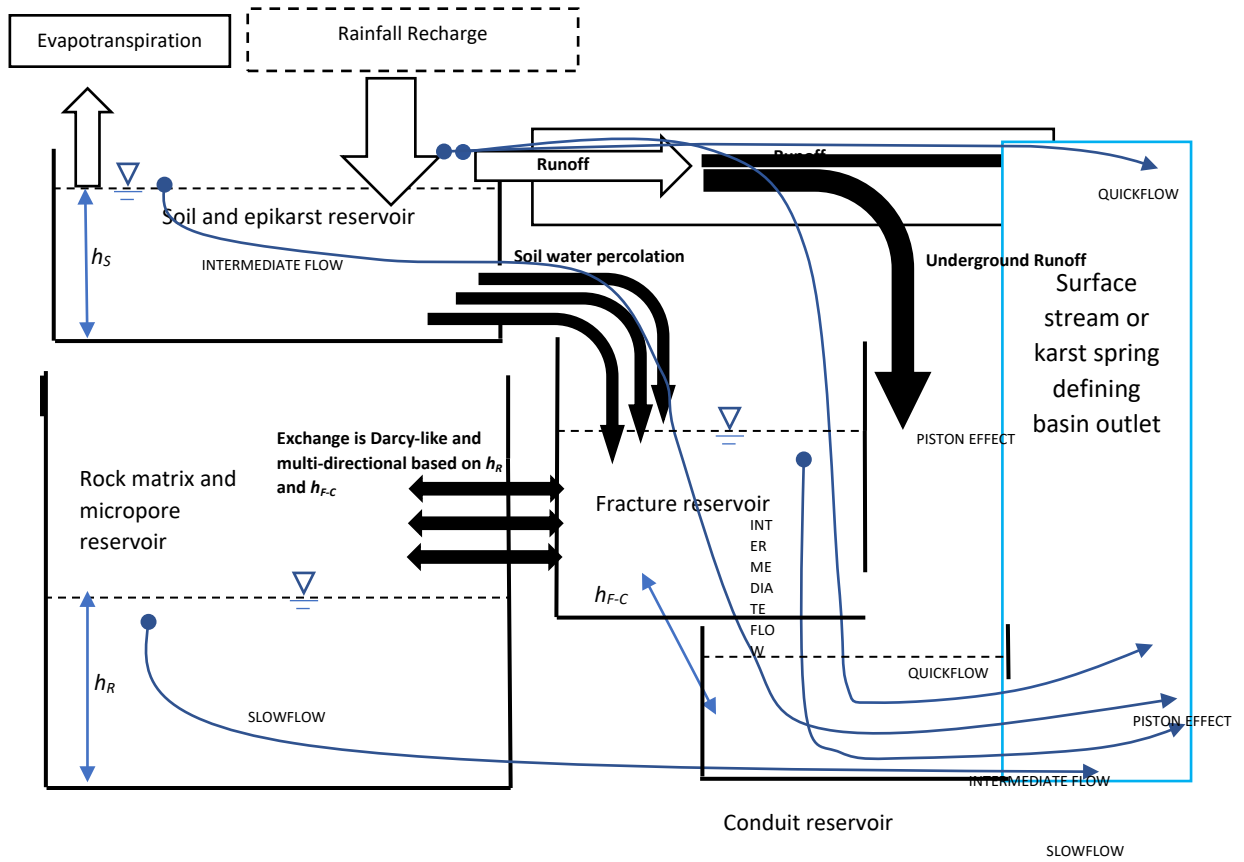 Evapotranspiration
Rainfall Recharge
Runoff
Runoff
QUICKFLOW
Soil and epikarst reservoir
hS
INTERMEDIATE FLOW
Soil water percolation
Underground Runoff
Surface
stream or
karst spring
defining
basin outlet
PISTON EFFECT
Exchange is Darcy-like and
multi-directional based on hR
and hF-C
Rock matrix and
micropore
reservoir
Fracture reservoir
INT
ER
ME
DIA
TE
FLO
W
hF-C
QUICKFLOW
hR
SLOWFLOW
PISTON EFFECT
INTERMEDIATE FLOW
Conduit reservoir
SLOWFLOW